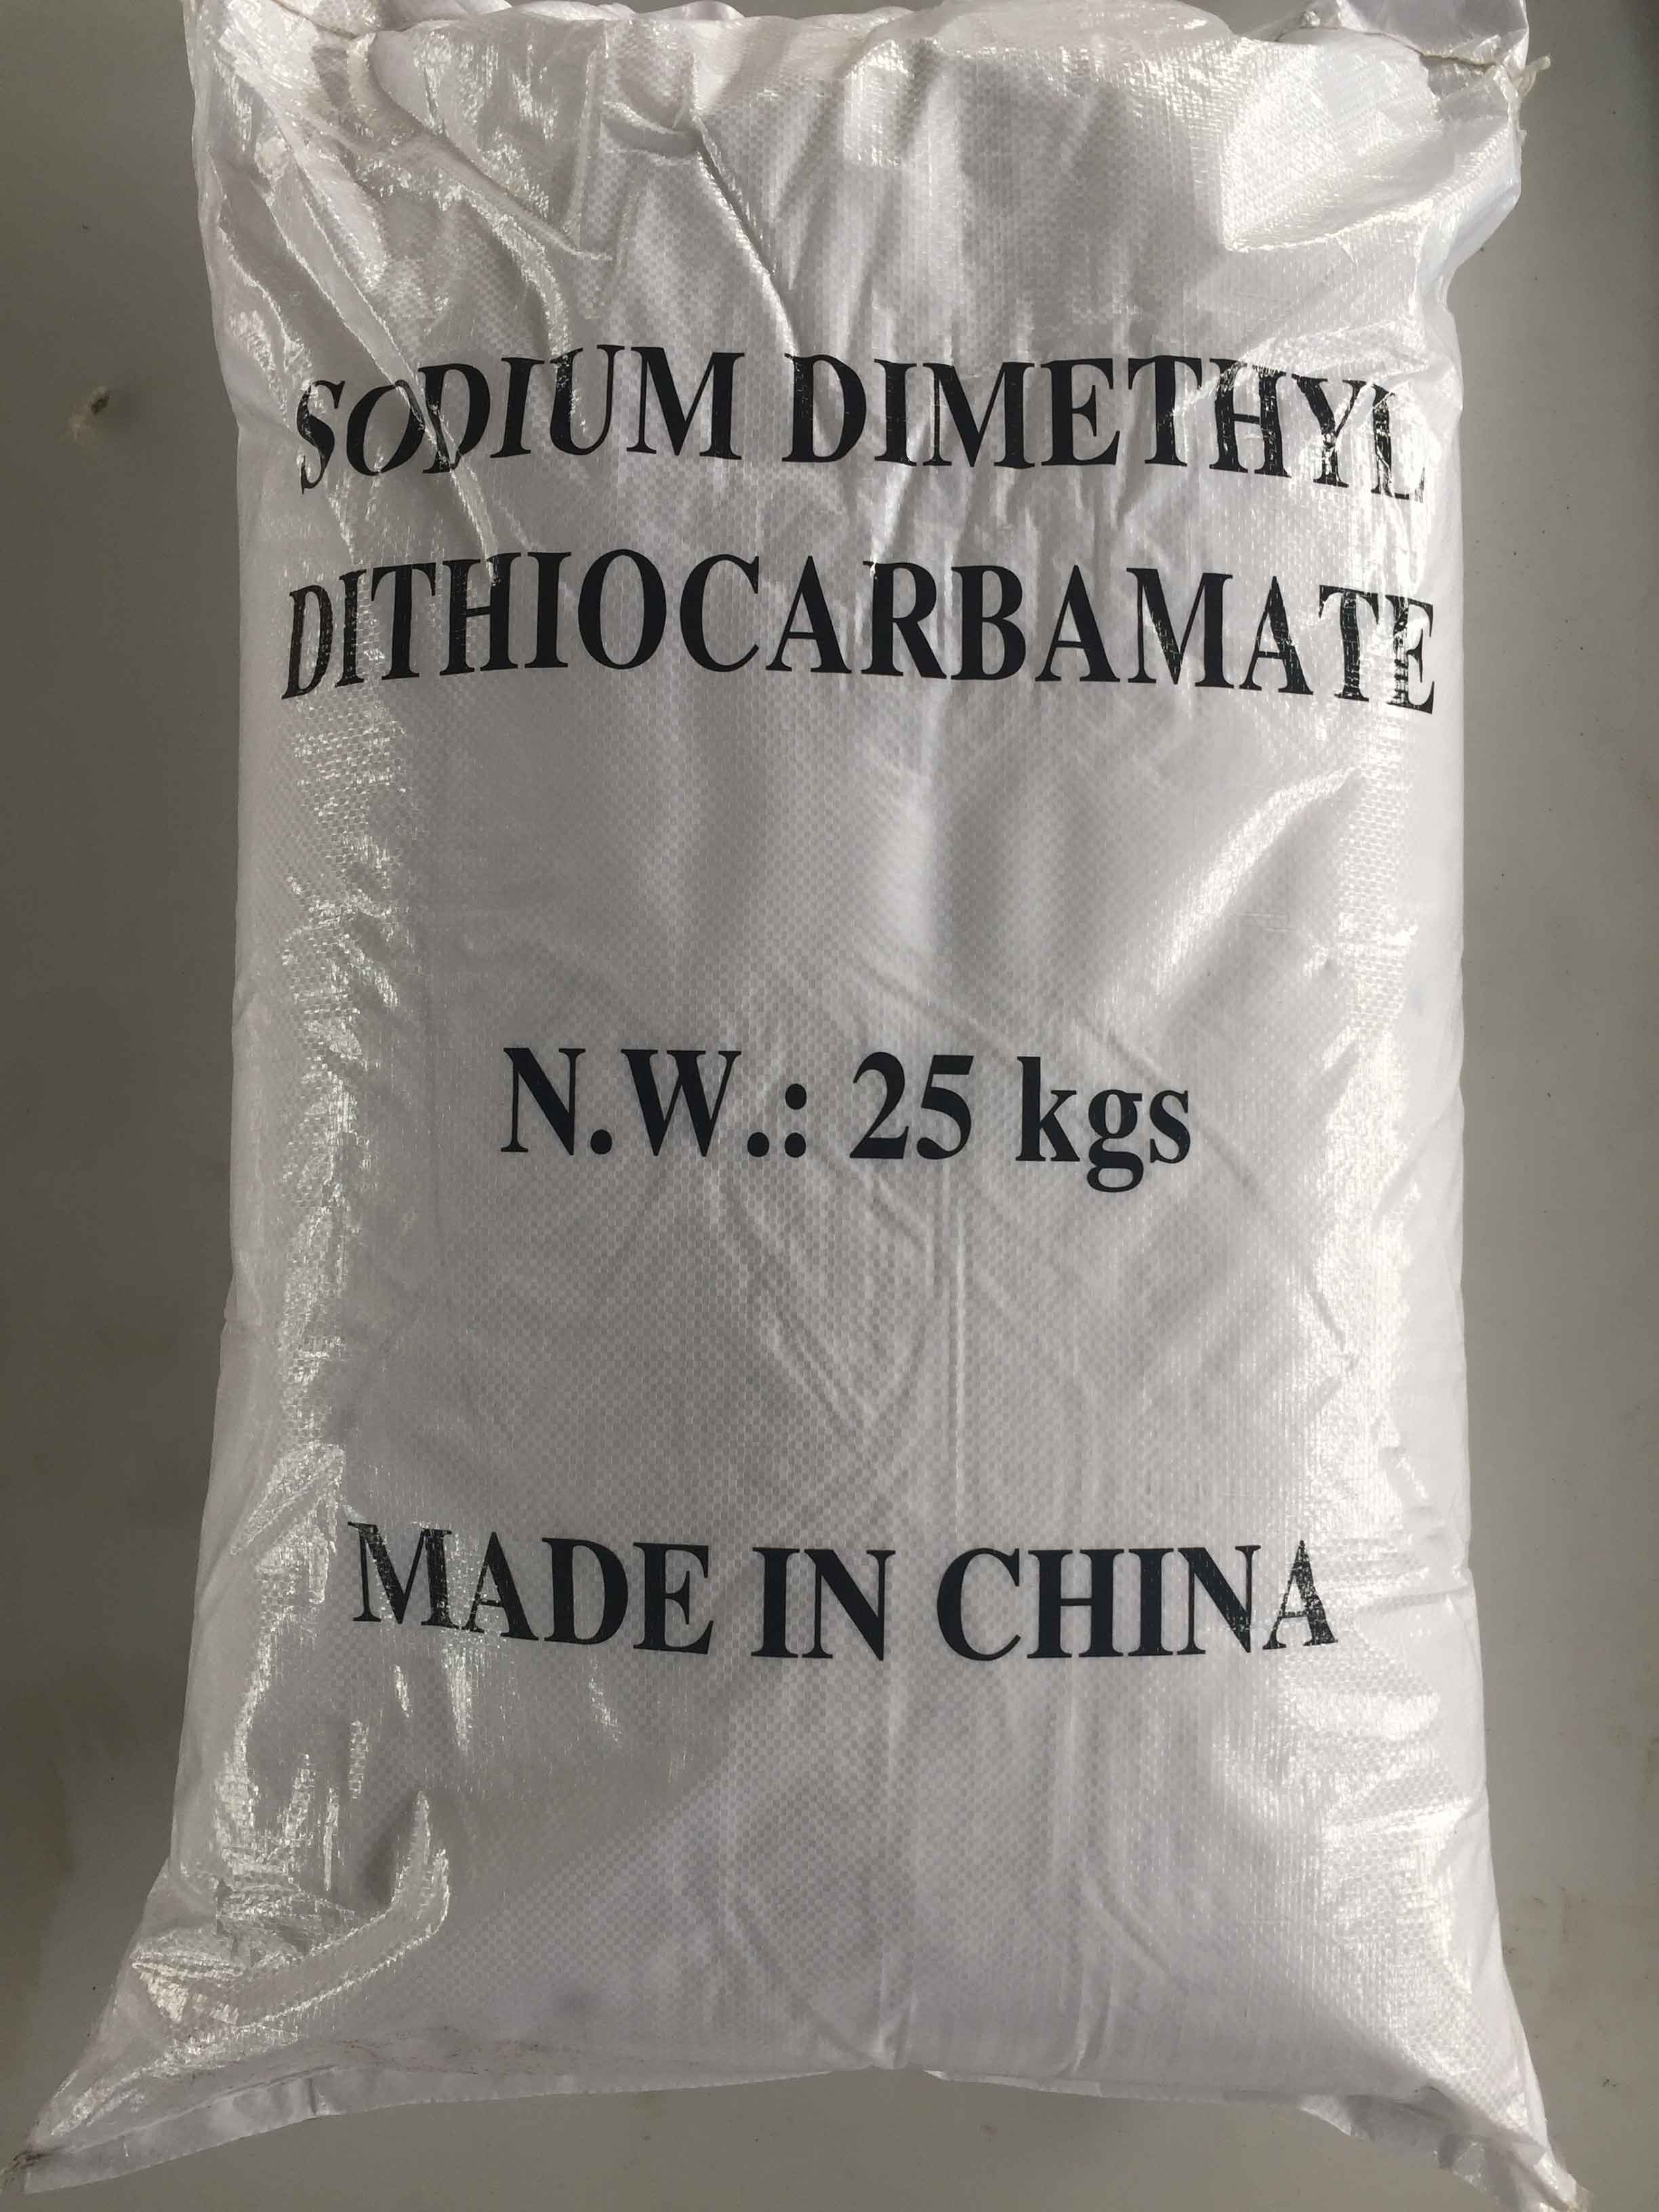 SODIUM DIMETHYL
DITHIOCARBAMATE
N.W.: 25 kgs
MADE IN CHINA